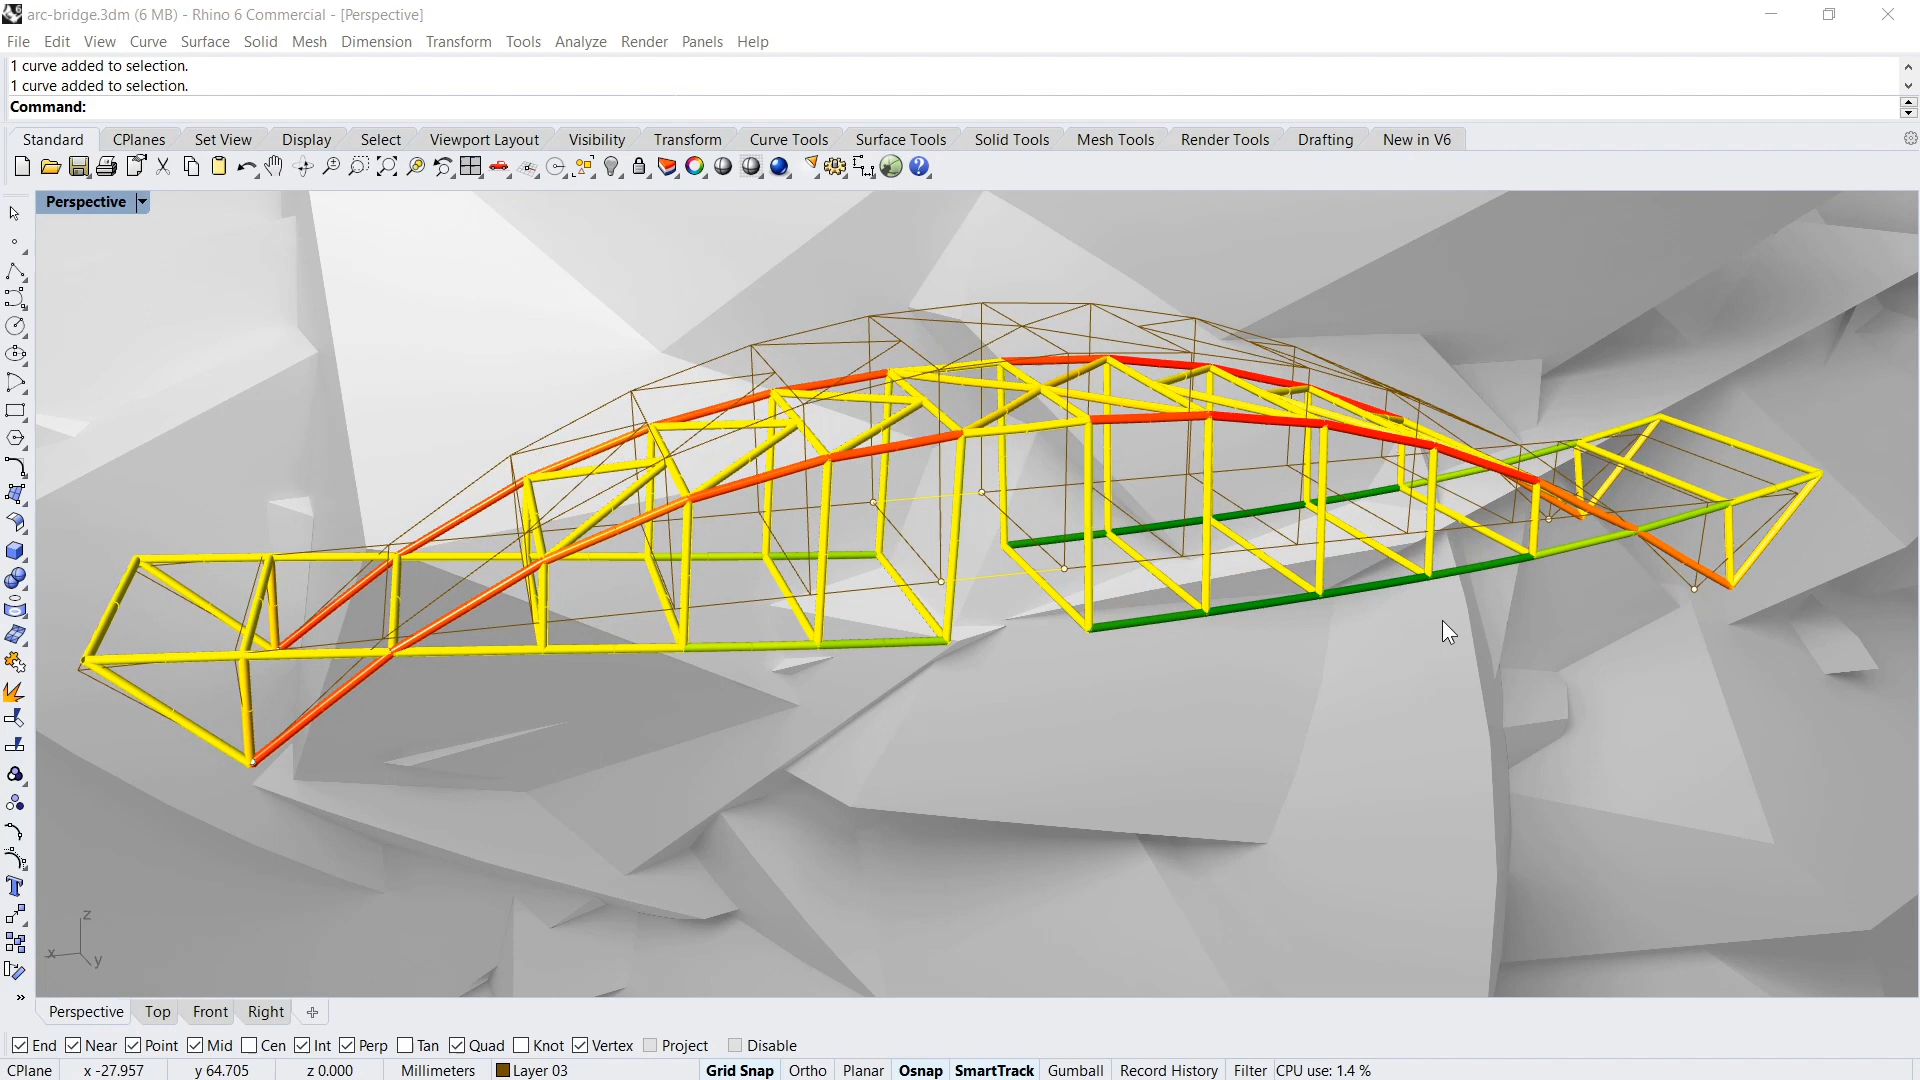 arc-bridge.3dm (6 MB) - Rhino 6 Commercial - [Perspective]
File Edit View Curve Surface Solid Mesh Dimension Transform Tools Analyze Render Panels Help
1 curve added to selection.
1 curve added to selection.
Command:
Standard CPlanes Set View Display Select Viewport Layout Visibility Transform Curve Tools Surface Tools Solid Tools Mesh Tools Render Tools Drafting New in V6
Perspective
z
x
y
Perspective Top Front Right
End Near Point Mid Cen Int Perp Tan Quad Knot Vertex Project Disable
CPlane x -27.957 y 64.705 z 0.000 Millimeters Layer 03 Grid Snap Ortho Planar Osnap SmartTrack Gumball Record History Filter CPU use: 1.4 %